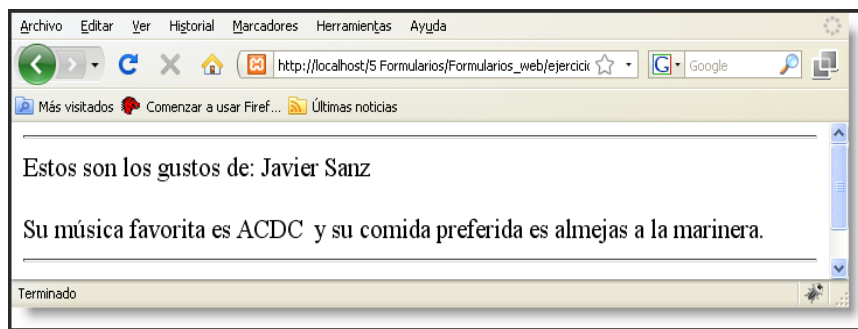 Archivo Editar Ver Historial Marcadores Herramientas Ayuda
http://localhost/5 Formularios/Formularios_web/ejercicic Google
Más visitados Comenzar a usar Firef... Últimas noticias
Estos son los gustos de: Javier Sanz
Su música favorita es ACDC y su comida preferida es almejas a la marinera.
Terminado